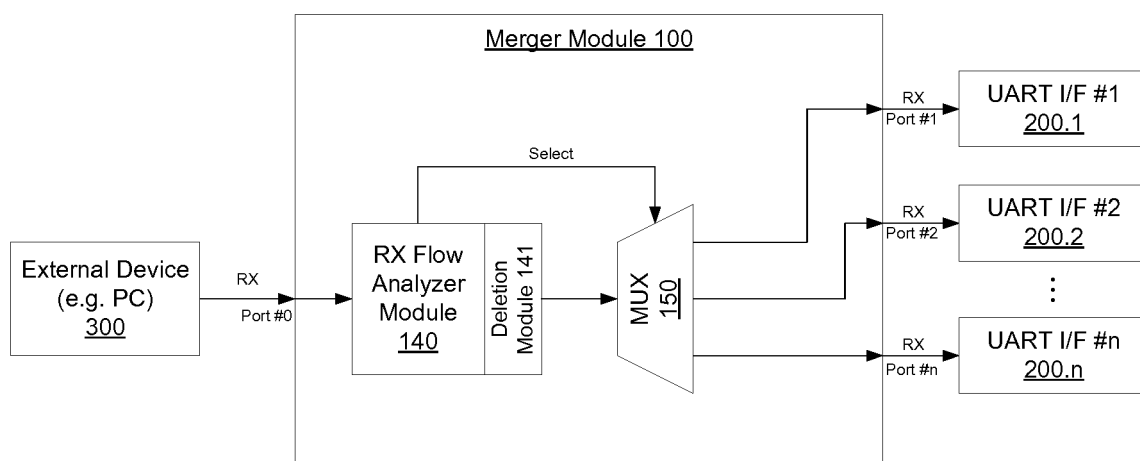 Merger Module 100
External Device
(e.g. PC)
300
RX
Port #0
RX Flow
Analyzer
Module
140
Deletion
Module 141
Select
MUX
150
RX
Port #1
UART I/F #1
200.1
RX
Port #2
UART I/F #2
200.2
RX
Port #n
UART I/F #n
200.n